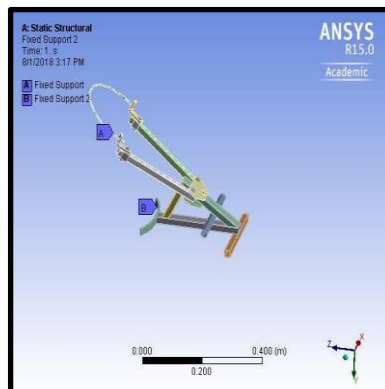 A: Static Structural
Fixed Support 2
Time: 1. s
8/1/2018 3:17 PM
A Fixed Support
B Fixed Support 2
ANSYS
R15.0
Academic
A
B
0.000
0.400 (m)
0.200
Z
X
Y